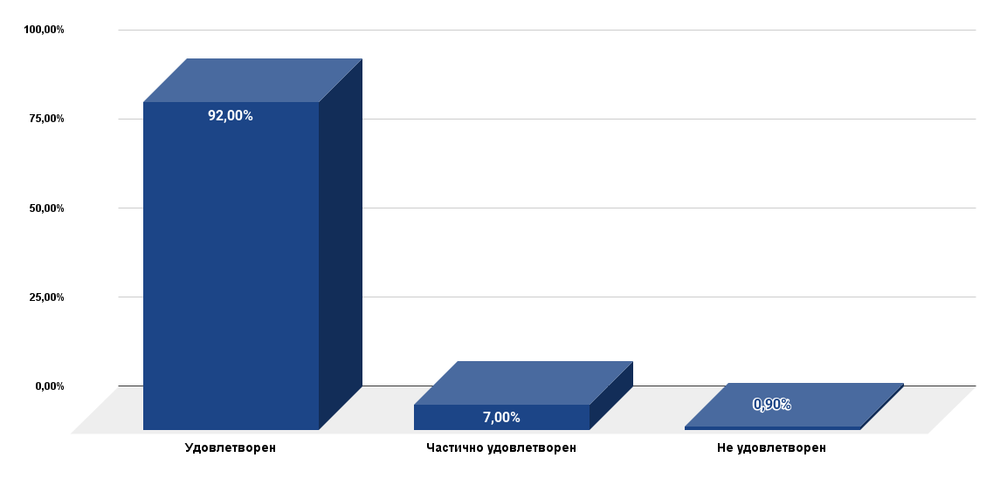 100,00%
92,00%
75,00%
50,00%
25,00%
0,00%
0,90%
7,00%
Удовлетворен
Частично удовлетворен
Не удовлетворен